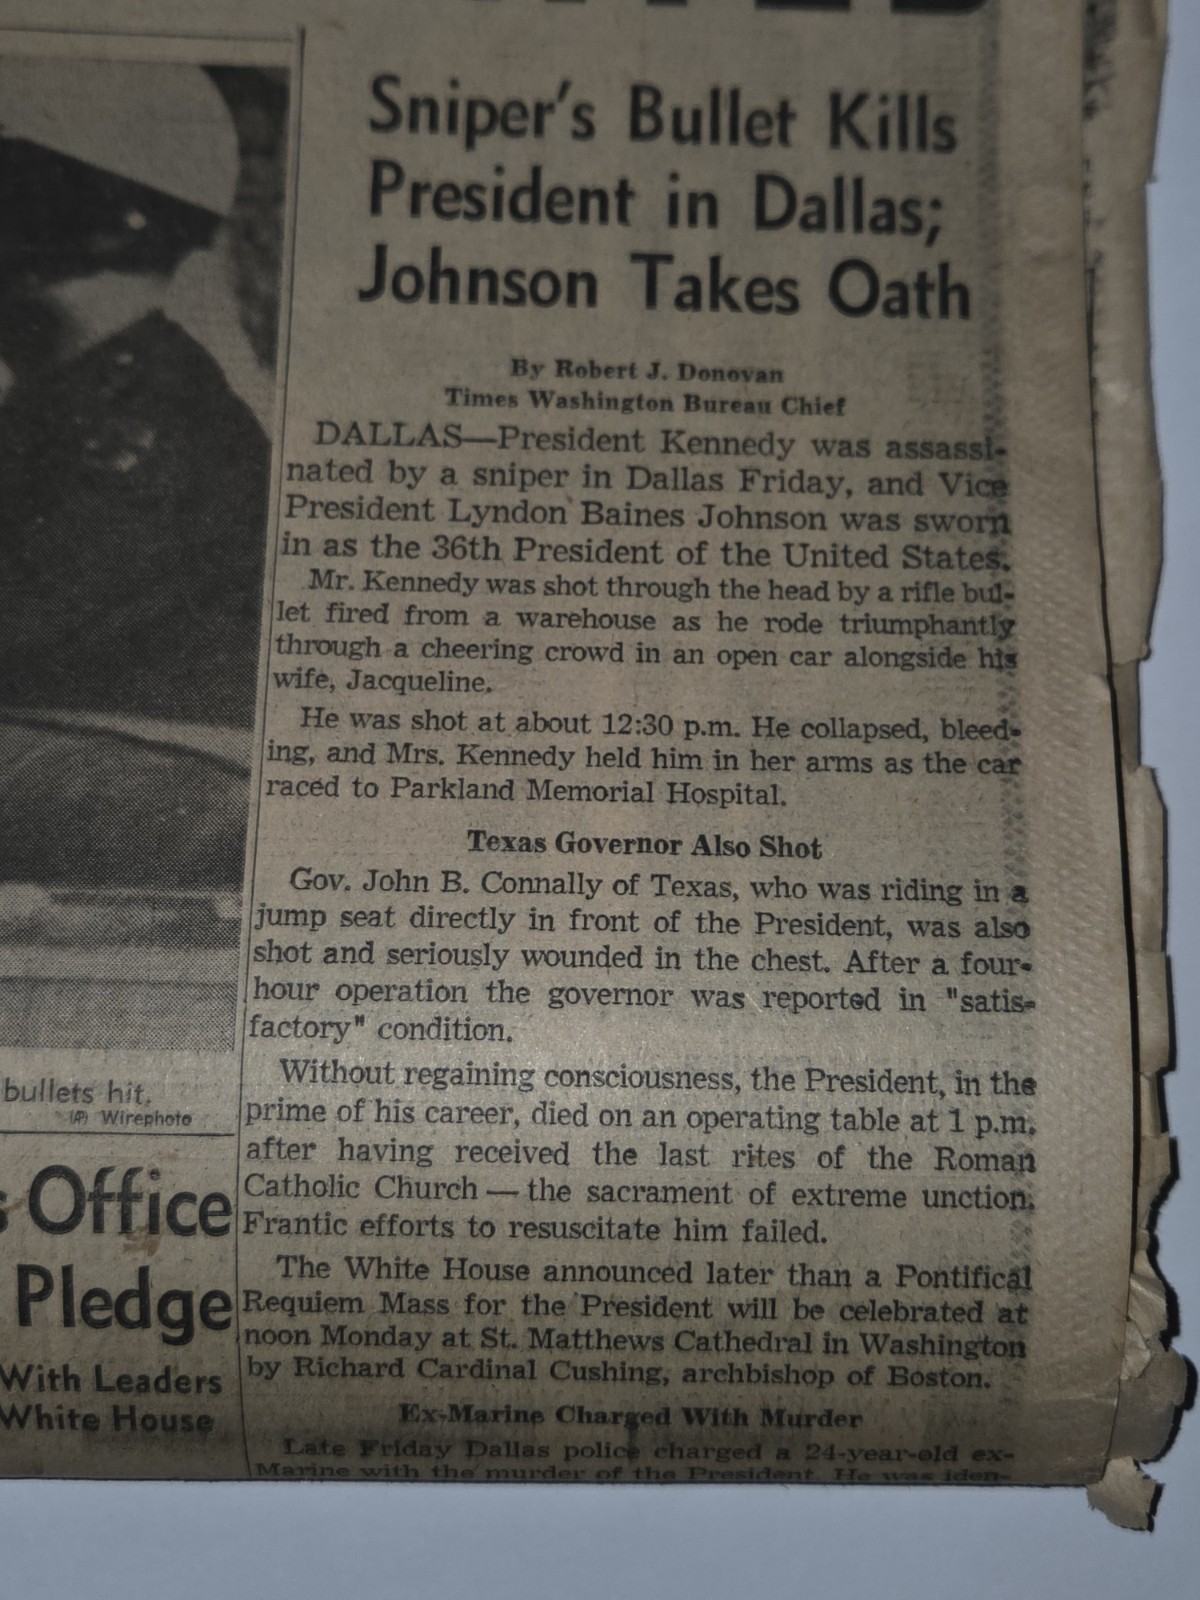 Sniper's Bullet Kills
President in Dallas;
Johnson Takes Oath
By Robert J. Donovan
Times Washington Bureau Chief
DALLAS—President Kennedy was assassi-
nated by a sniper in Dallas Friday, and Vice
President Lyndon Baines Johnson was sworn
in as the 36th President of the United States.
Mr. Kennedy was shot through the head by a rifle bul-
let fired from a warehouse as he rode triumphantly
through a cheering crowd in an open car alongside his
wife, Jacqueline.
He was shot at about 12:30 p.m. He collapsed, bleed-
ing, and Mrs. Kennedy held him in her arms as the car
raced to Parkland Memorial Hospital.
Texas Governor Also Shot
Gov. John B. Connally of Texas, who was riding in a
jump seat directly in front of the President, was also
shot and seriously wounded in the chest. After a four-
hour operation the governor was reported in "satis-
factory" condition.
Without regaining consciousness, the President, in the
prime of his career, died on an operating table at 1 p.m.
after having received the last rites of the Roman
Catholic Church — the sacrament of extreme unction.
Frantic efforts to resuscitate him failed.
The White House announced later than a Pontifical
Requiem Mass for the President will be celebrated at
noon Monday at St. Matthews Cathedral in Washington
by Richard Cardinal Cushing, archbishop of Boston.
Ex-Marine Charged With Murder
Late Friday Dallas police charged a 24-year-old ex-
Marine with the murder of the President. He was iden-
bullets hit.
(AP) Wirephoto
Office
Pledge
With Leaders
White House